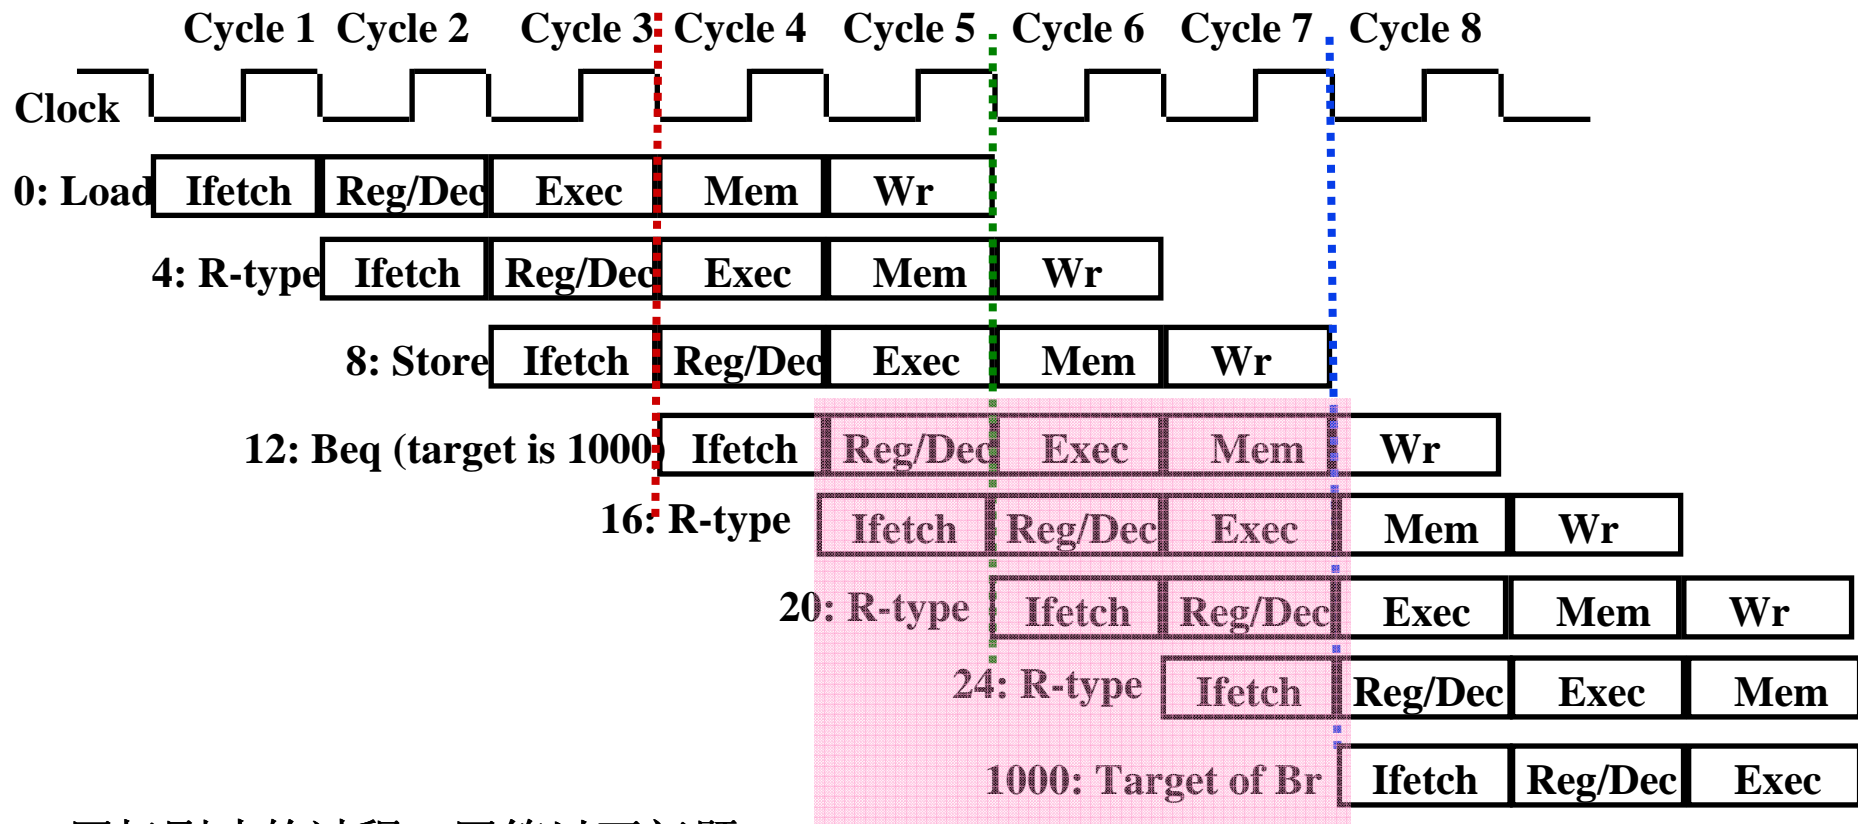 Cycle 1 Cycle 2 Cycle 3 Cycle 4 Cycle 5 Cycle 6 Cycle 7 Cycle 8
Clock
0: Load Ifetch Reg/Dec Exec Mem Wr
4: R-type Ifetch Reg/Dec Exec Mem Wr
8: Store Ifetch Reg/Dec Exec Mem Wr
12: Beq (target is 1000) Ifetch Reg/Dec Exec Mem Wr
16: R-type Ifetch Reg/Dec Exec Mem Wr
20: R-type Ifetch Reg/Dec Exec Mem Wr
24: R-type Ifetch Reg/Dec Exec Mem
1000: Target of Br Ifetch Reg/Dec Exec